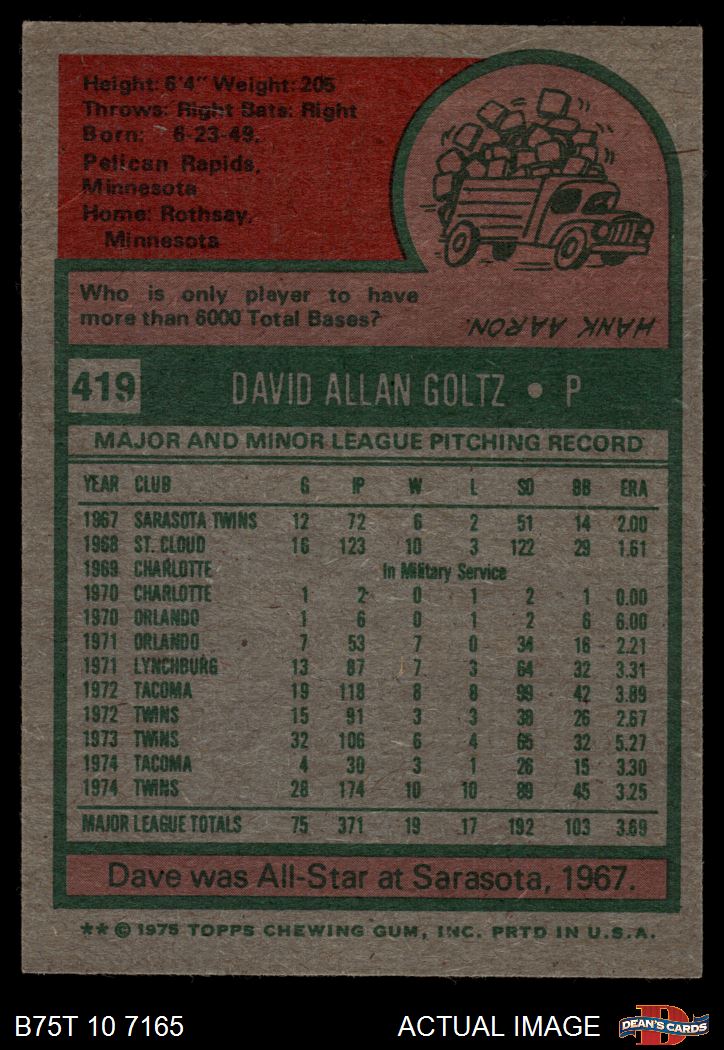 Height: 6'4" Weight: 205
Throws: Right Bats: Right
Born: 6-23-49.
Pelican Rapids,
Minnesota
Home: Rothsay,
Minnesota
Who is only player to have
more than 6000 Total Bases?
HANK AARON.
419 DAVID ALLAN GOLTZ • P
MAJOR AND MINOR LEAGUE PITCHING RECORD
YEAR CLUB G IP W L SO BB ERA
1967 SARASOTA TWINS 12 72 6 2 51 14 2.00
1968 ST. CLOUD 16 123 10 3 122 29 1.61
1969 CHARLOTTE In Military Service
1970 CHARLOTTE 1 2 0 1 2 1 0.00
1970 ORLANDO 1 6 0 1 2 6 6.00
1971 ORLANDO 7 53 7 0 34 16 2.21
1971 LYNCHBURG 13 87 7 3 64 32 3.31
1972 TACOMA 19 118 8 8 99 42 3.89
1972 TWINS 15 91 3 3 38 26 2.67
1973 TWINS 32 106 6 4 65 32 5.27
1974 TACOMA 4 30 3 1 26 15 3.30
1974 TWINS 28 174 10 10 89 45 3.25
MAJOR LEAGUE TOTALS 75 371 19 17 192 103 3.69
Dave was All-Star at Sarasota, 1967.
** © 1975 TOPPS CHEWING GUM, INC. PRTD IN U.S.A.
B75T 10 7165 ACTUAL IMAGE D DEAN'S CARDS